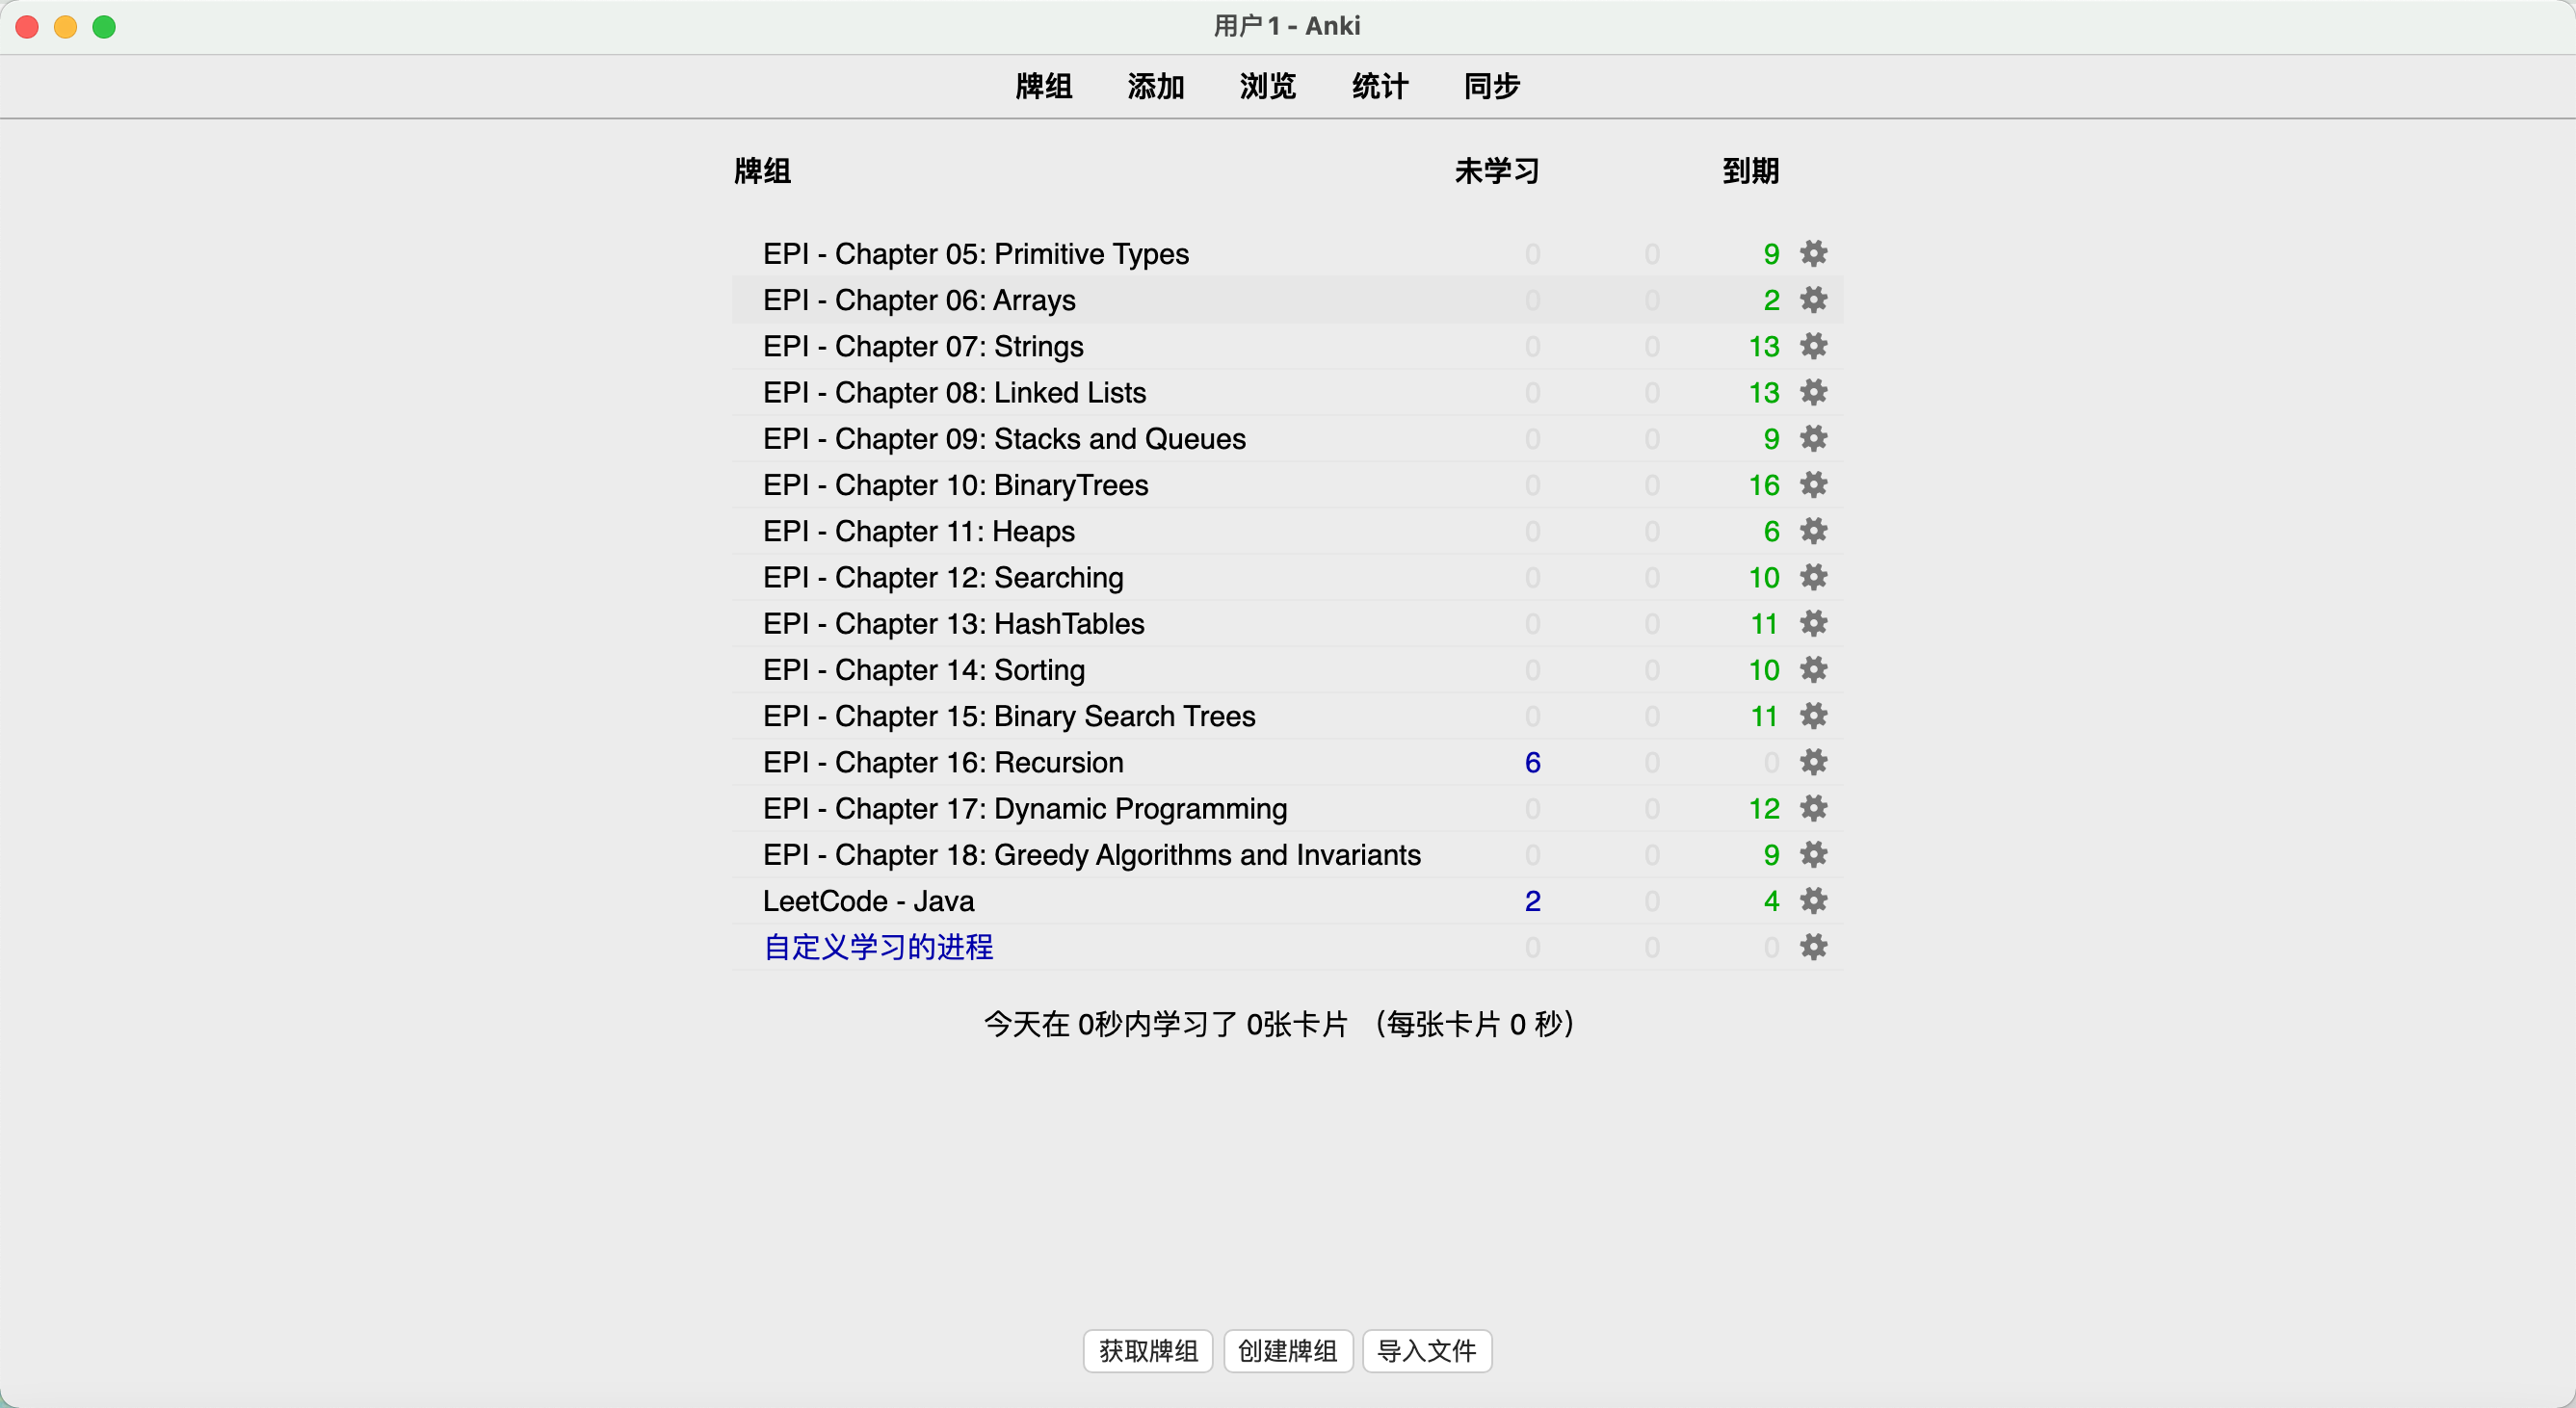 用户1 - Anki
牌组 添加 浏览 统计 同步
牌组 未学习 到期
EPI - Chapter 05: Primitive Types 0 0 9
EPI - Chapter 06: Arrays 0 0 2
EPI - Chapter 07: Strings 0 0 13
EPI - Chapter 08: Linked Lists 0 0 13
EPI - Chapter 09: Stacks and Queues 0 0 9
EPI - Chapter 10: BinaryTrees 0 0 16
EPI - Chapter 11: Heaps 0 0 6
EPI - Chapter 12: Searching 0 0 10
EPI - Chapter 13: HashTables 0 0 11
EPI - Chapter 14: Sorting 0 0 10
EPI - Chapter 15: Binary Search Trees 0 0 11
EPI - Chapter 16: Recursion 6 0 0
EPI - Chapter 17: Dynamic Programming 0 0 12
EPI - Chapter 18: Greedy Algorithms and Invariants 0 0 9
LeetCode - Java 2 0 4
自定义学习的进程 0 0 0
今天在 0秒内学习了 0张卡片 （每张卡片 0 秒）
获取牌组 创建牌组 导入文件